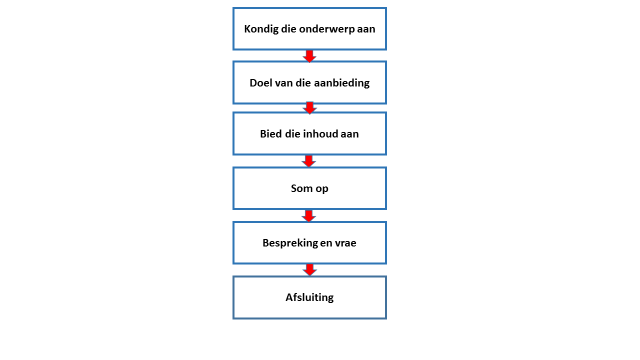 Kondig die onderwerp aan
Doel van die aanbieding
Bied die inhoud aan
Som op
Bespreking en vrae
Afsluiting